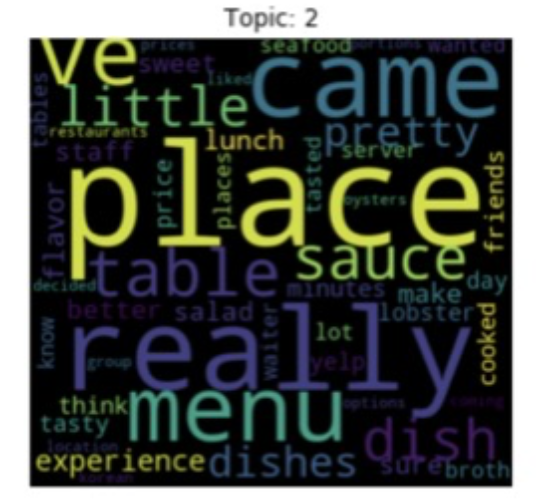 Topic: 2
ve prices seafood portions wanted
sweet came
liked
tables little
restaurants lunch pretty
staff tasted server
place
price places oysters friends
flavor sauce
table
decided minutes day
better salad make
lobster
know really waiter lot cooked
group yelp
think menu options coming
tasty dish
location
experience dishes sure broth
korean